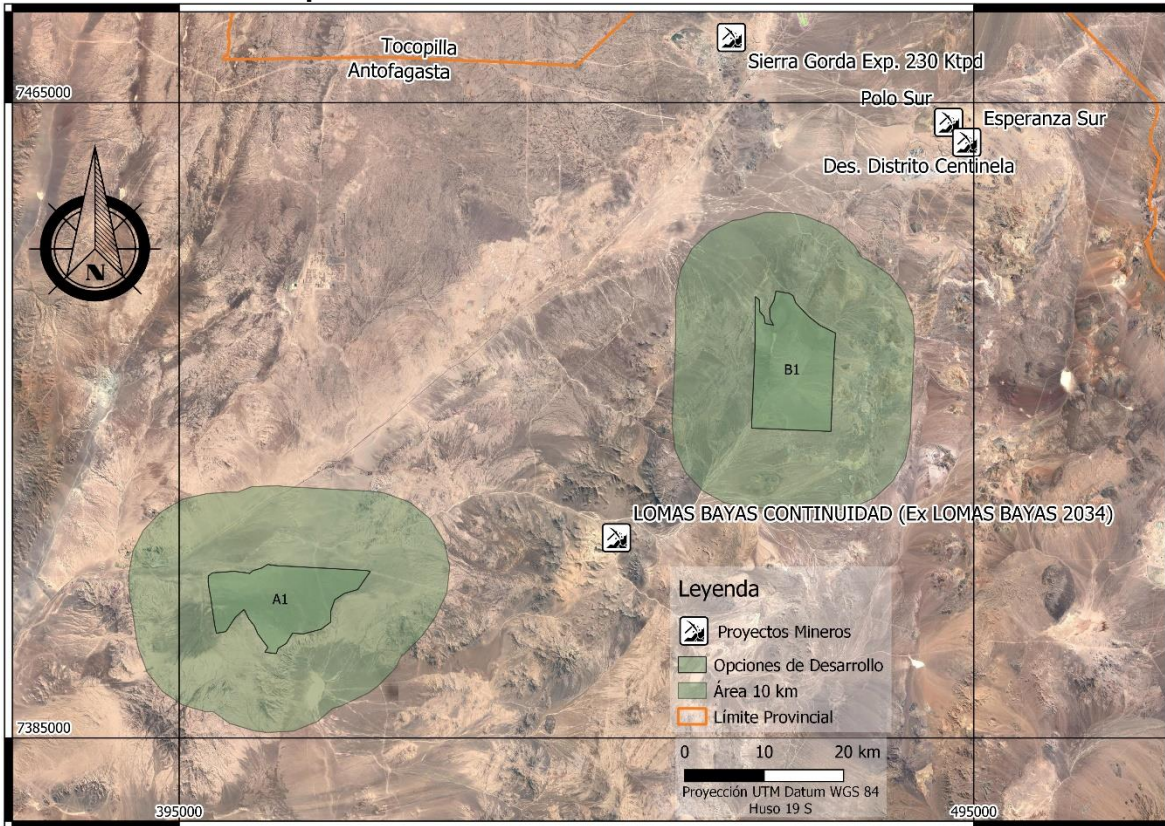 Tocopilla
Antofagasta
Sierra Gorda Exp. 230 Ktpd
7465000
Polo Sur
Esperanza Sur
Des. Distrito Centinela
N
B1
LOMAS BAYAS CONTINUIDAD (Ex LOMAS BAYAS 2034)
A1
Leyenda
Proyectos Mineros
Opciones de Desarrollo
Área 10 km
Límite Provincial
7385000
0 10 20 km
Proyección UTM Datum WGS 84
Huso 19 S
395000
495000